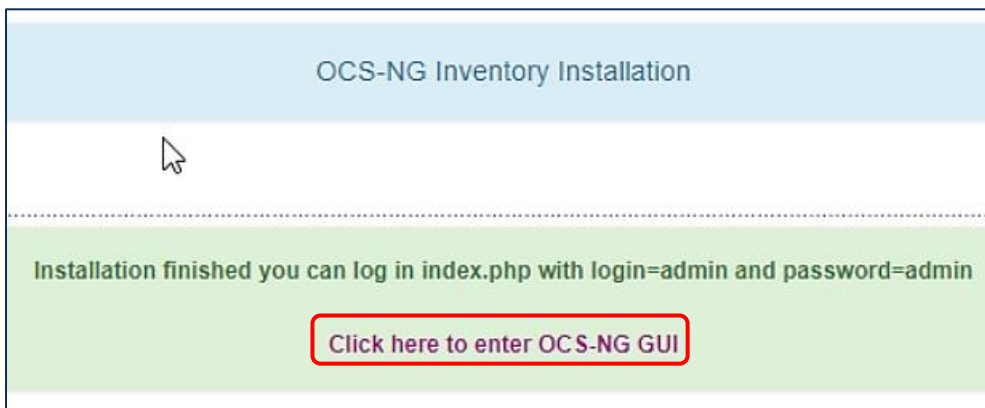 OCS-NG Inventory Installation
Installation finished you can log in index.php with login=admin and password=admin
Click here to enter OCS-NG GUI